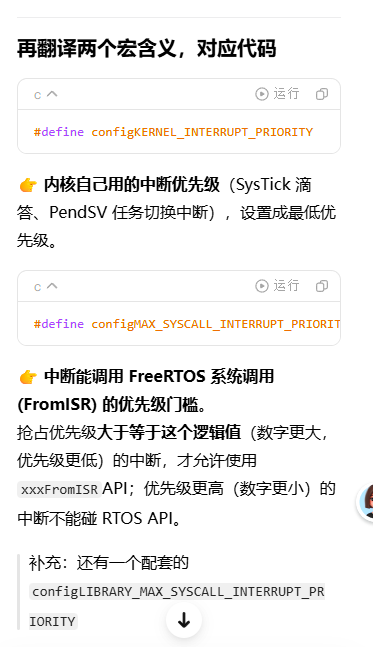 再翻译两个宏含义，对应代码
c 运行
#define configKERNEL_INTERRUPT_PRIORITY
👉 内核自己用的中断优先级（SysTick 滴
答、PendSV 任务切换中断），设置成最低优
先级。
c 运行
#define configMAX_SYSCALL_INTERRUPT_PRIORIT
👉 中断能调用 FreeRTOS 系统调用
(FromISR) 的优先级门槛。
抢占优先级大于等于这个逻辑值（数字更大，
优先级更低）的中断，才允许使用
xxxFromISR API；优先级更高（数字更小）的
中断不能碰 RTOS API。
补充：还有一个配套的
configLIBRARY_MAX_SYSCALL_INTERRUPT_PR
IORITY